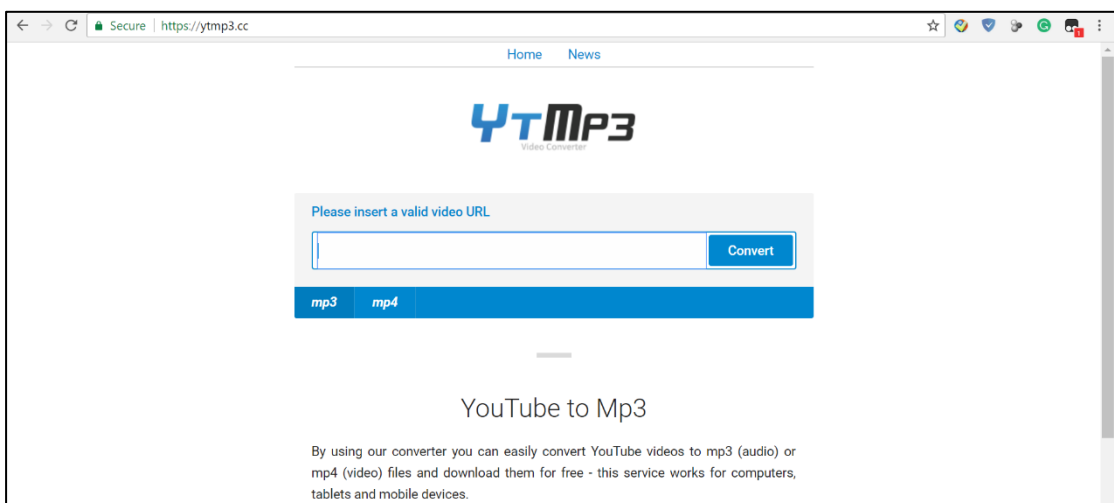 Secure https://ytmp3.cc
1
Home News
YTMP3
Video Converter
Please insert a valid video URL
Convert
mp3 mp4
YouTube to Mp3
By using our converter you can easily convert YouTube videos to mp3 (audio) or
mp4 (video) files and download them for free - this service works for computers,
tablets and mobile devices.